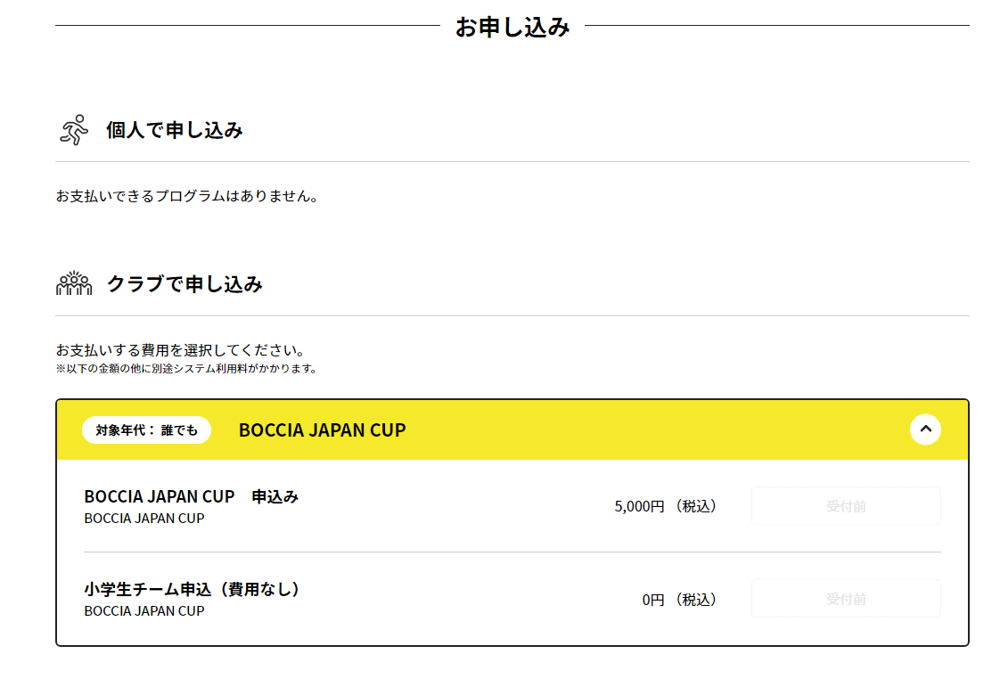 お申し込み
個人で申し込み
お支払いできるプログラムはありません。
クラブで申し込み
お支払いする費用を選択してください。
※以下の金額の他に別途システム利用料がかかります。
対象年代： 誰でも BOCCIA JAPAN CUP
BOCCIA JAPAN CUP　申込み 5,000円 （税込） 受付前
BOCCIA JAPAN CUP
小学生チーム申込（費用なし） 0円 （税込） 受付前
BOCCIA JAPAN CUP